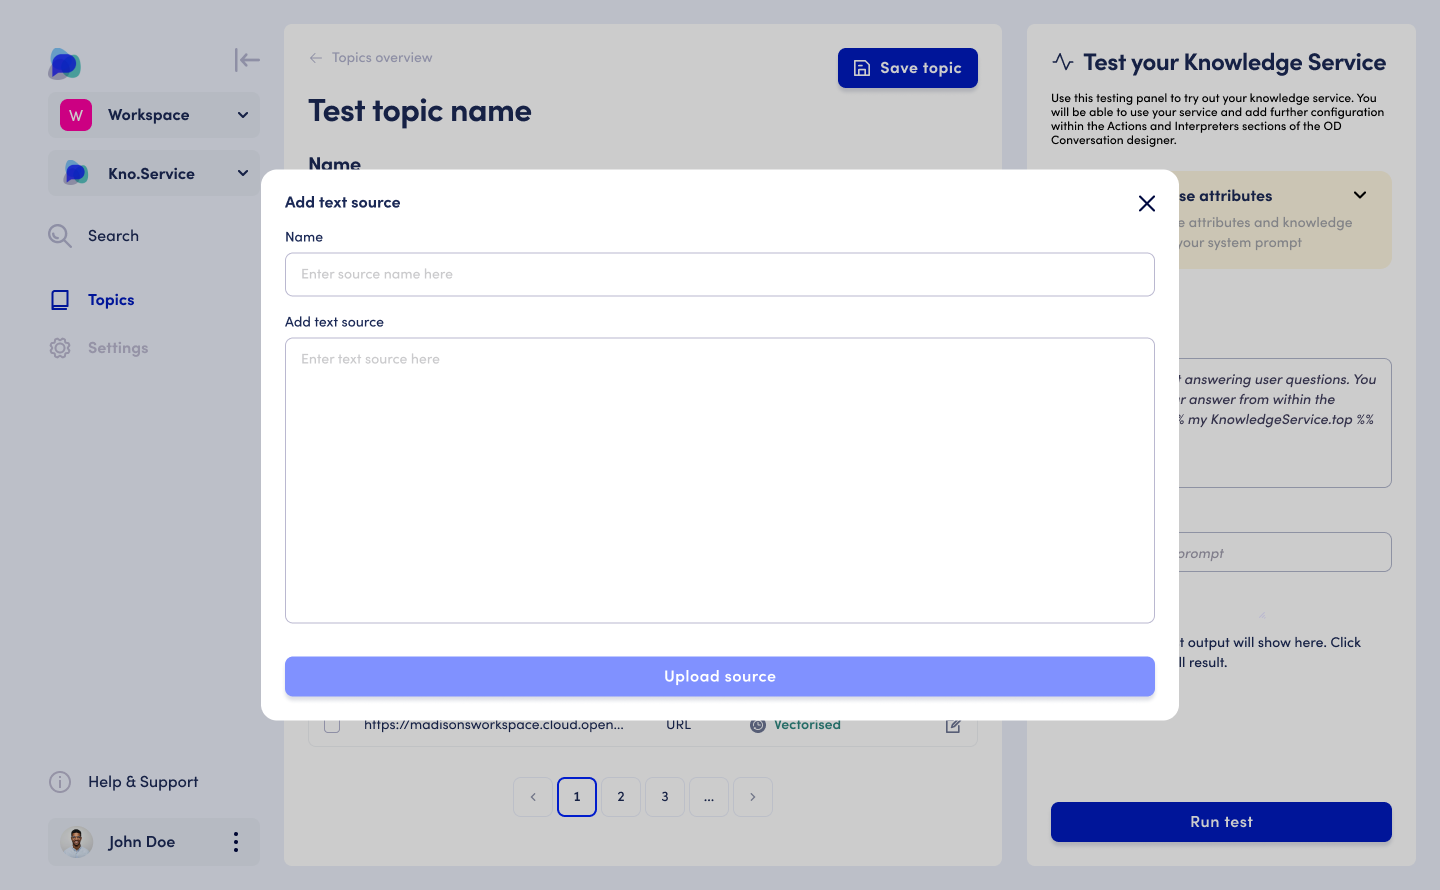 W
Workspace
Kno.Service
Search
Topics
Settings
Help & Support
John Doe
Topics overview
Save topic
Test topic name
Name
Add text source
Name
Enter source name here
Add text source
Enter text source here
Upload source
https://madisonsworkspace.cloud.open...
URL
Vectorised
<
1
2
3
...
>
Test your Knowledge Service
Use this testing panel to try out your knowledge service. You
will be able to use your service and add further configuration
within the Actions and Interpreters sections of the OD
Conversation designer.
attributes
attributes and knowledge
your system prompt
answering user questions. You
answer from within the
my KnowledgeService.top %%
prompt
output will show here. Click
result.
Run test